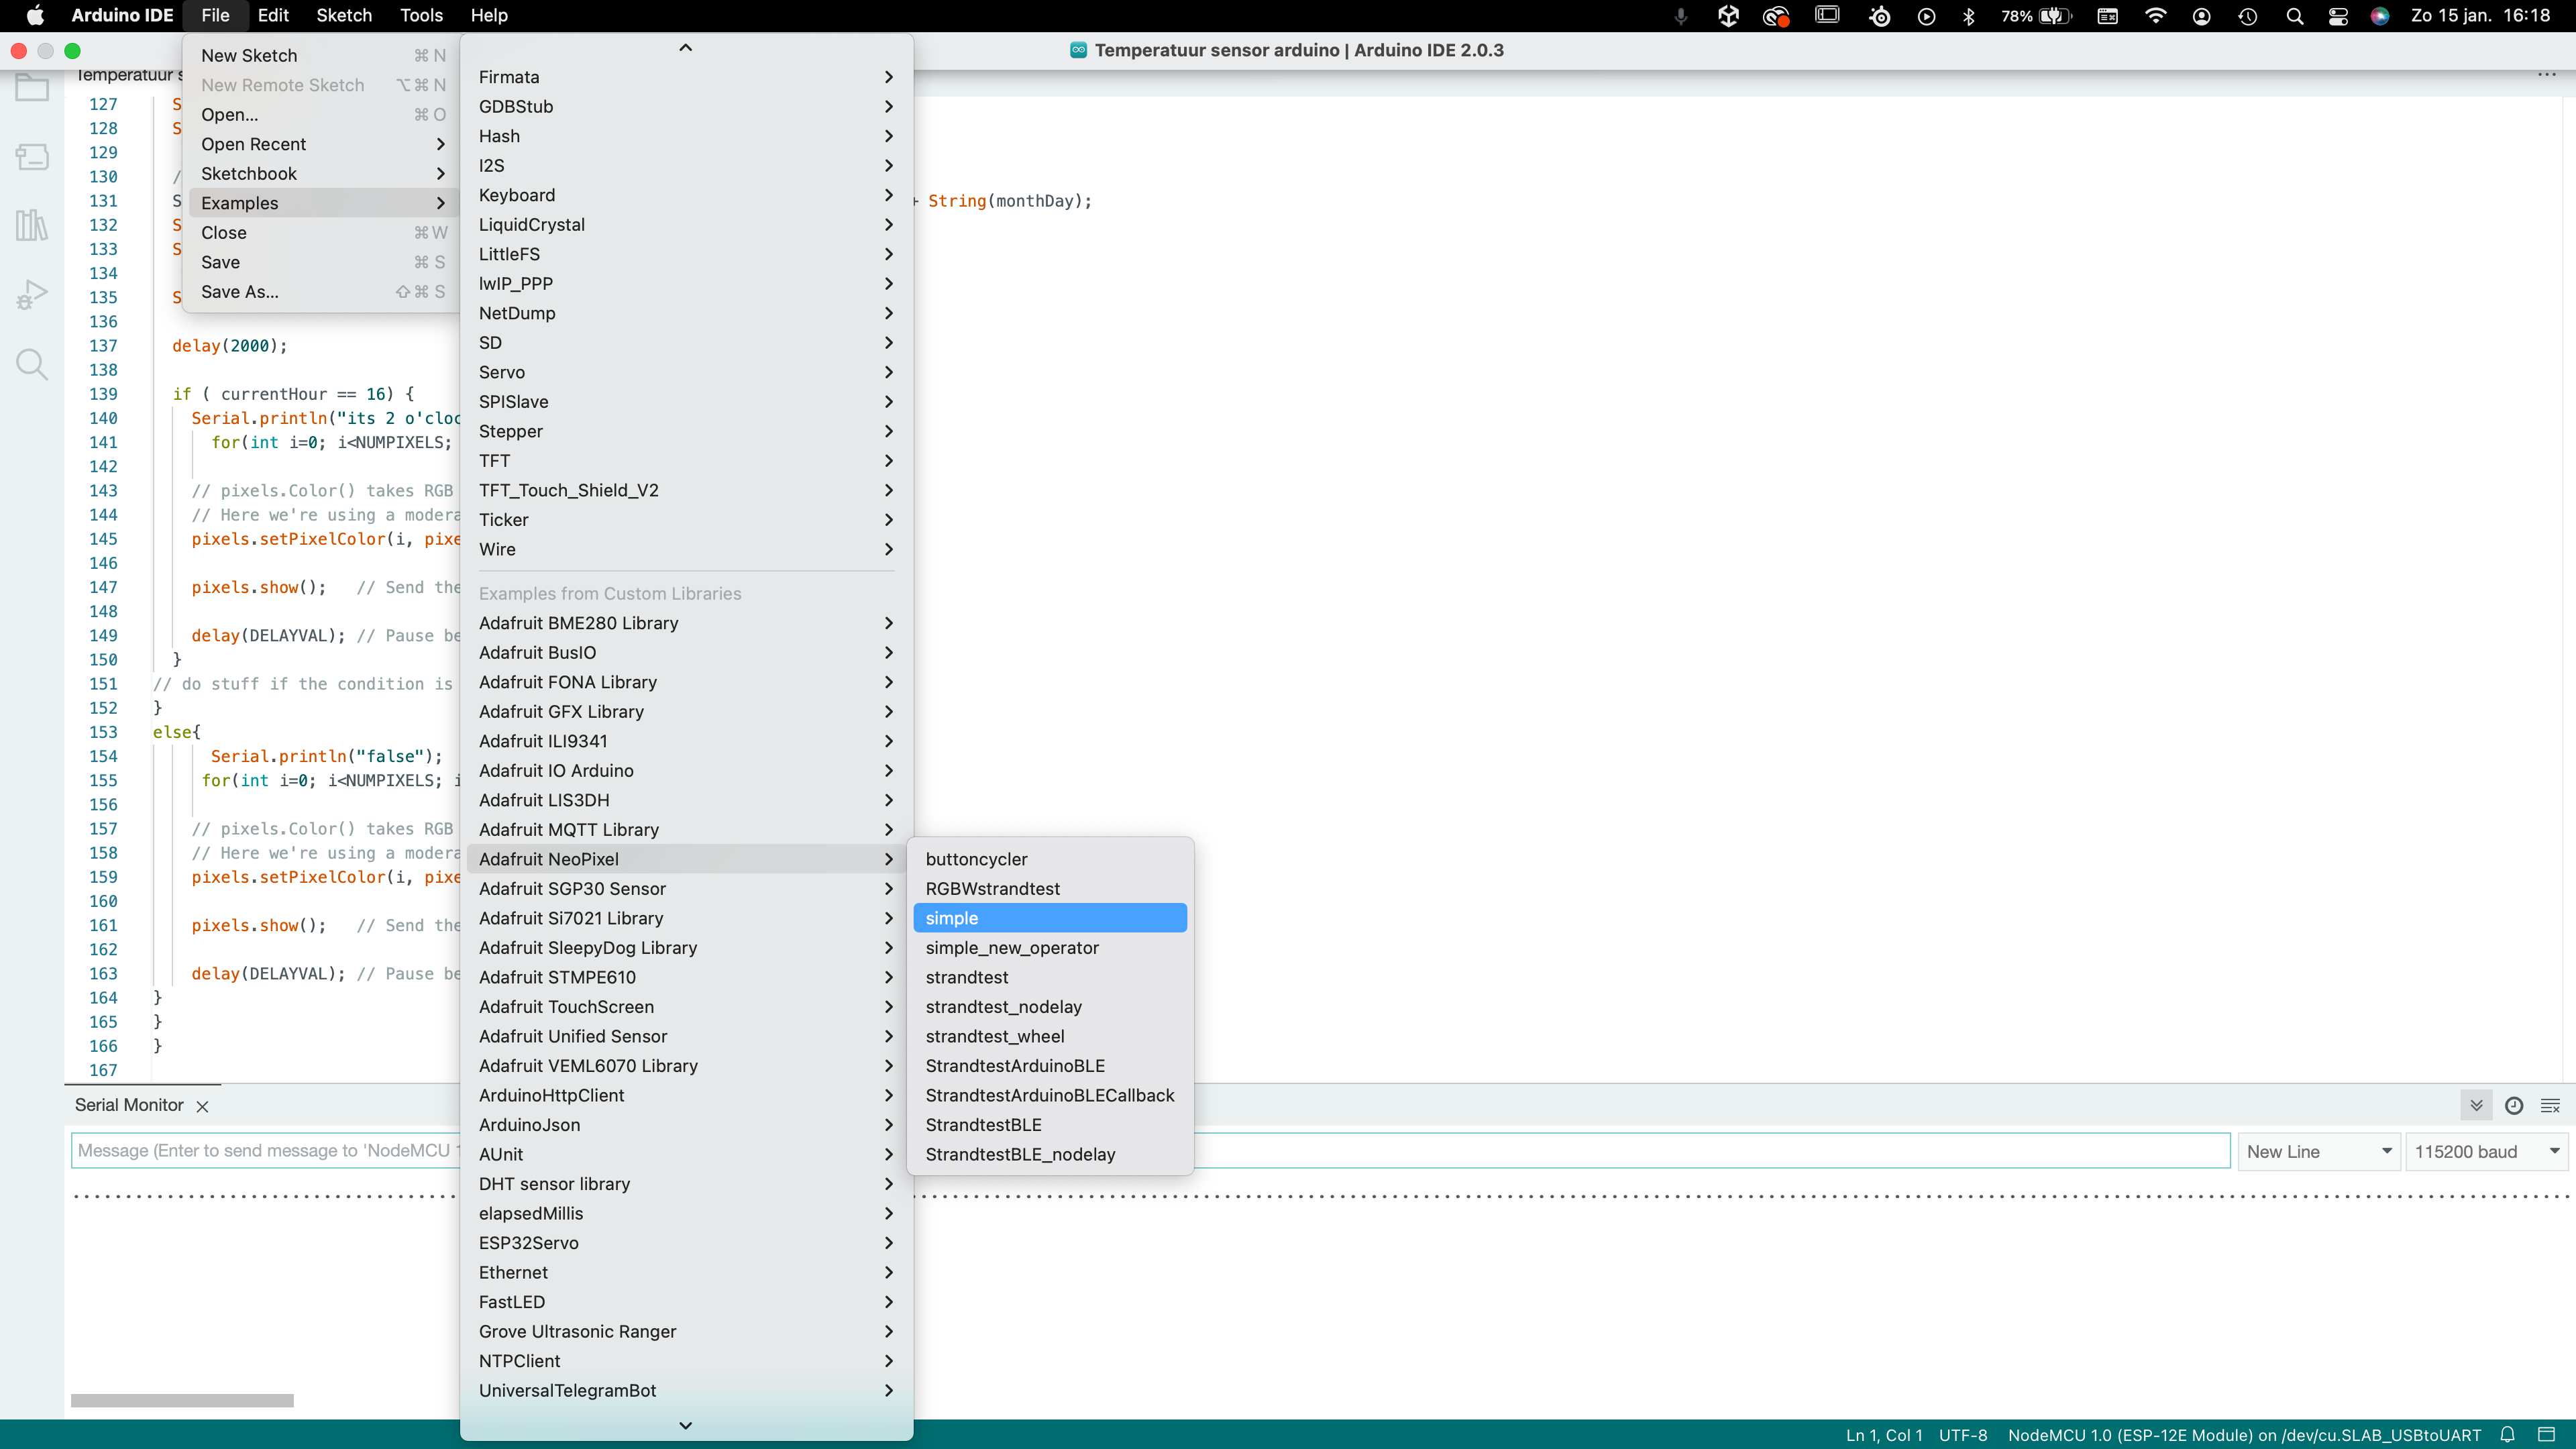 Arduino IDE File Edit Sketch Tools Help 78% Zo 15 jan. 16:18
Temperatuur sensor arduino | Arduino IDE 2.0.3
Temperatuur s
New Sketch ⌘ N
New Remote Sketch ⌥ ⌘ N
Open... ⌘ O
Open Recent
Sketchbook
Examples
Close ⌘ W
Save ⌘ S
Save As... ⇧ ⌘ S
Firmata
GDBStub
Hash
I2S
Keyboard
LiquidCrystal
LittleFS
lwIP_PPP
NetDump
SD
Servo
SPISlave
Stepper
TFT
TFT_Touch_Shield_V2
Ticker
Wire
Examples from Custom Libraries
Adafruit BME280 Library
Adafruit BusIO
Adafruit FONA Library
Adafruit GFX Library
Adafruit ILI9341
Adafruit IO Arduino
Adafruit LIS3DH
Adafruit MQTT Library
Adafruit NeoPixel
Adafruit SGP30 Sensor
Adafruit Si7021 Library
Adafruit SleepyDog Library
Adafruit STMPE610
Adafruit TouchScreen
Adafruit Unified Sensor
Adafruit VEML6070 Library
ArduinoHttpClient
ArduinoJson
AUnit
DHT sensor library
elapsedMillis
ESP32Servo
Ethernet
FastLED
Grove Ultrasonic Ranger
NTPClient
UniversalTelegramBot
buttoncycler
RGBWstrandtest
simple
simple_new_operator
strandtest
strandtest_nodelay
strandtest_wheel
StrandtestArduinoBLE
StrandtestArduinoBLECallback
StrandtestBLE
StrandtestBLE_nodelay
127 S
128 S
129
130 /
131 S + String(monthDay);
132 S
133 S
134
135 S
136
137 delay(2000);
138
139 if ( currentHour == 16) {
140 Serial.println("its 2 o'cloc
141 for(int i=0; i<NUMPIXELS;
142
143 // pixels.Color() takes RGB
144 // Here we're using a modera
145 pixels.setPixelColor(i, pixe
146
147 pixels.show(); // Send the
148
149 delay(DELAYVAL); // Pause be
150 }
151 // do stuff if the condition is
152 }
153 else{
154 Serial.println("false");
155 for(int i=0; i<NUMPIXELS; i
156
157 // pixels.Color() takes RGB
158 // Here we're using a modera
159 pixels.setPixelColor(i, pixe
160
161 pixels.show(); // Send the
162
163 delay(DELAYVAL); // Pause be
164 }
165 }
166 }
167
Serial Monitor
Message (Enter to send message to 'NodeMCU 1
New Line 115200 baud
Ln 1, Col 1 UTF-8 NodeMCU 1.0 (ESP-12E Module) on /dev/cu.SLAB_USBtoUART